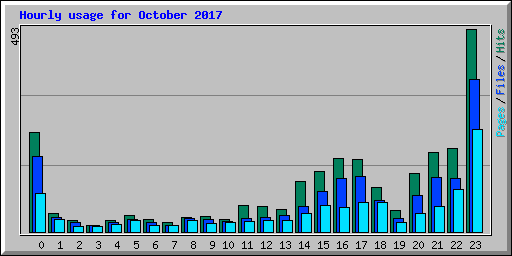 Hourly usage for October 2017
493
Pages/Files/Hits
0 1 2 3 4 5 6 7 8 9 10 11 12 13 14 15 16 17 18 19 20 21 22 23